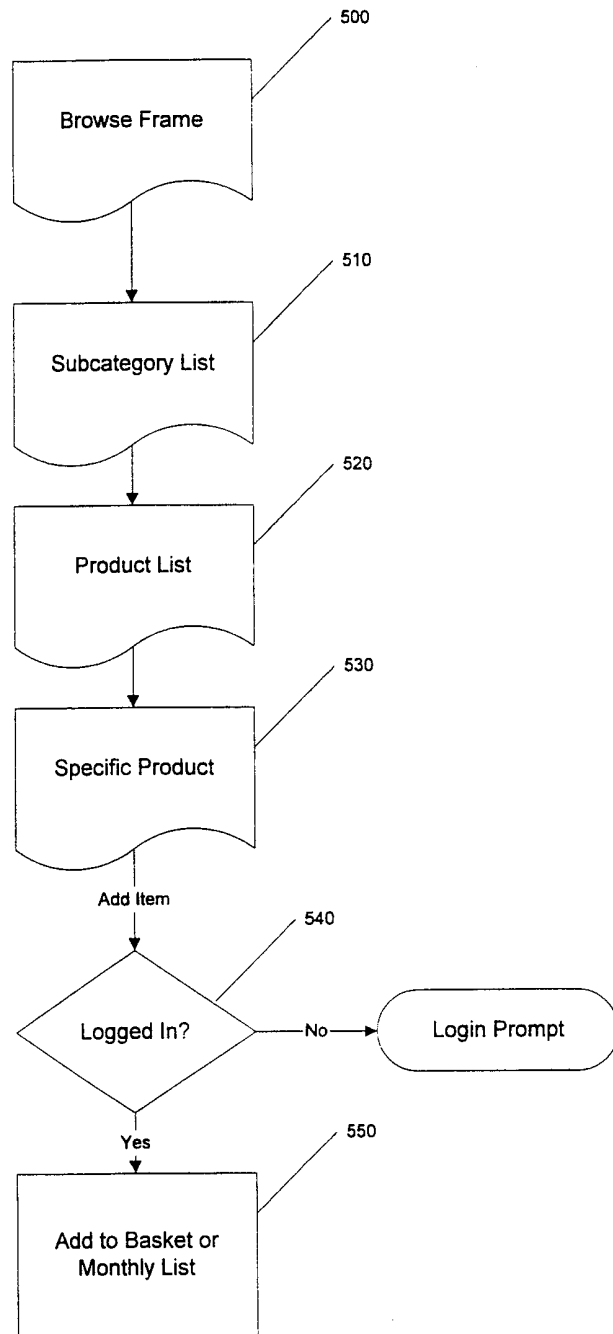 500
Browse Frame
510
Subcategory List
520
Product List
530
Specific Product
Add Item
540
Logged In?
No
Login Prompt
Yes
550
Add to Basket or
Monthly List